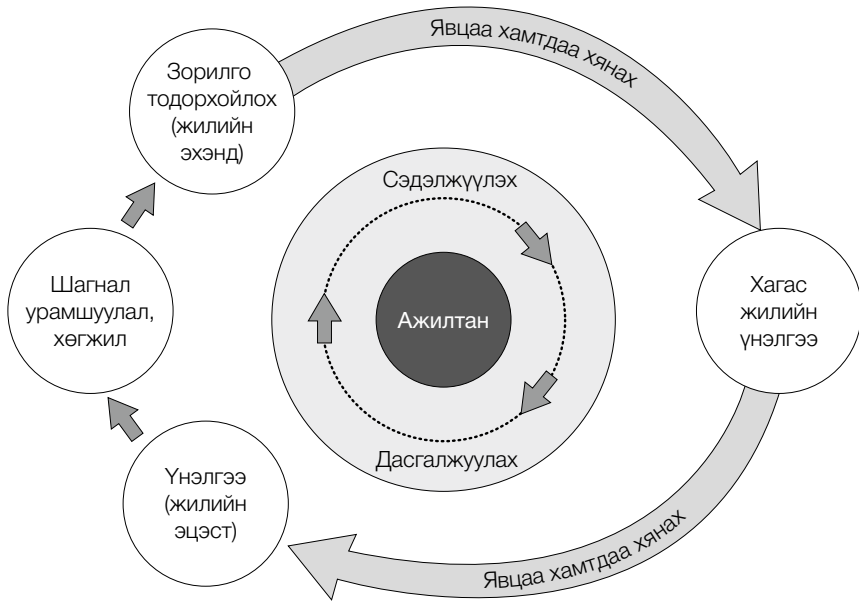 Зорилго
тодорхойлох
(жилийн
эхэнд)
Явцаа хамтдаа хянах
Хагас
жилийн
үнэлгээ
Явцаа хамтдаа хянах
Үнэлгээ
(жилийн
эцэст)
Шагнал
урамшуулал,
хөгжил
Сэдэлжүүлэх
Ажилтан
Дасгалжуулах